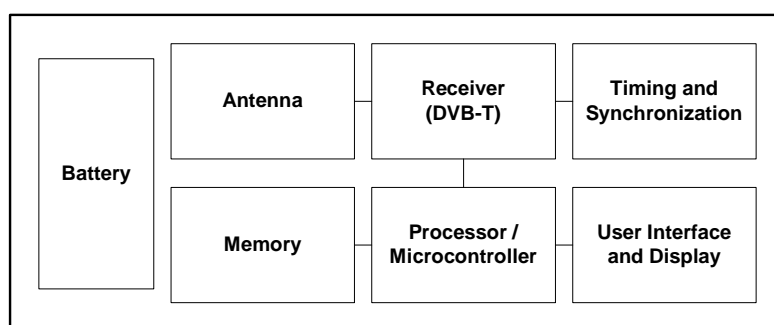 Battery
Antenna
Receiver
(DVB-T)
Timing and
Synchronization
Memory
Processor /
Microcontroller
User Interface
and Display